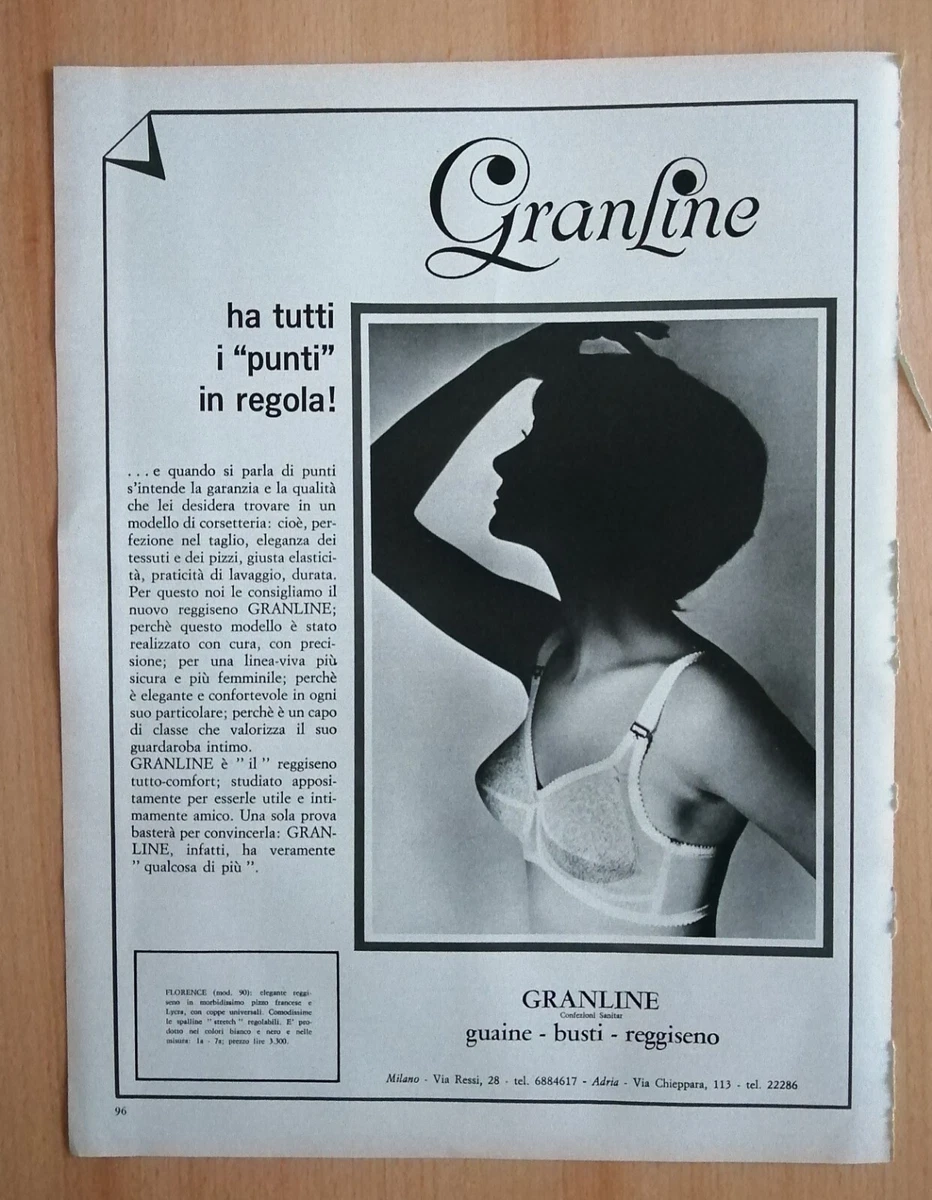 GranLine
ha tutti
i “punti”
in regola!
...e quando si parla di punti
s’intende la garanzia e la qualità
che lei desidera trovare in un
modello di corsetteria: cioè, per-
fezione nel taglio, eleganza dei
tessuti e dei pizzi, giusta elastici-
tà, praticità di lavaggio, durata.
Per questo noi le consigliamo il
nuovo reggiseno GRANLINE;
perchè questo modello è stato
realizzato con cura, con preci-
sione; per una linea-viva più
sicura e più femminile; perchè
è elegante e confortevole in ogni
suo particolare; perchè è un capo
di classe che valorizza il suo
guardaroba intimo.
GRANLINE è ” il ” reggiseno
tutto-comfort; studiato apposi-
tamente per esserle utile e inti-
mamente amico. Una sola prova
basterà per convincerla: GRAN-
LINE, infatti, ha veramente
” qualcosa di più ”.
FLORENCE (mod. 90): elegante reggi-
seno in morbidissimo pizzo francese e
Lycra, con coppe universali. Comodissime
le spalline ” stretch ” regolabili. E’ pro-
dotto nei colori bianco e nero e nelle
misure: 1a - 7a; prezzo lire 3.300.
GRANLINE
Confezioni Sanitar
guaine - busti - reggiseno
Milano - Via Ressi, 28 - tel. 6884617 - Adria - Via Chieppara, 113 - tel. 22286
96